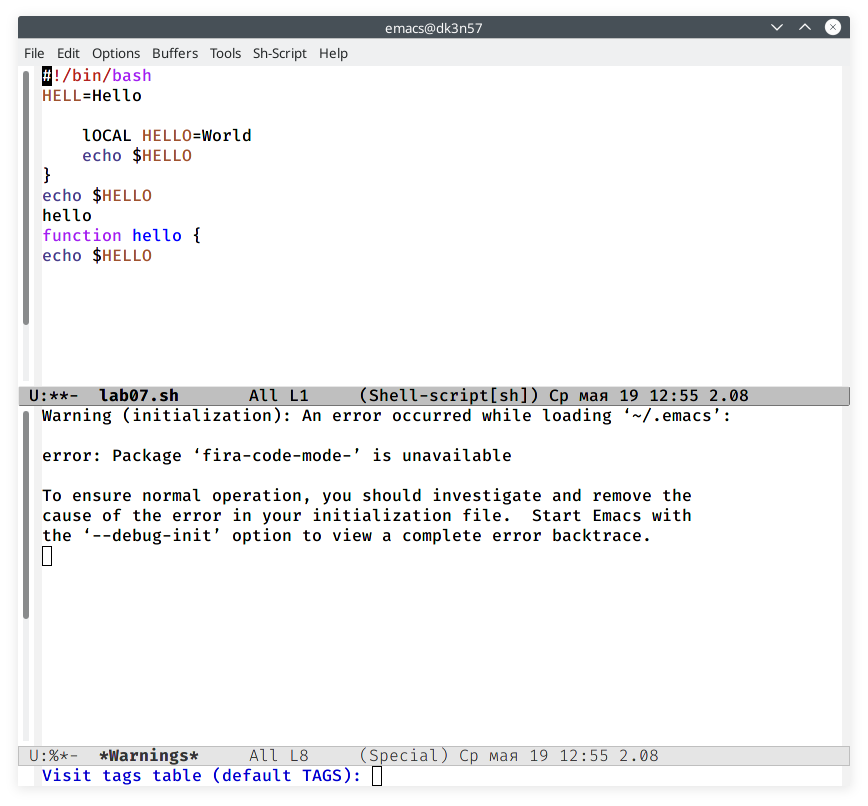 emacs@dk3n57
File Edit Options Buffers Tools Sh-Script Help
#!/bin/bash
HELL=Hello
    lOCAL HELLO=World
    echo $HELLO
}
echo $HELLO
hello
function hello {
echo $HELLO
U:**-  lab07.sh       All L1     (Shell-script[sh]) Ср мая 19 12:55 2.08
Warning (initialization): An error occurred while loading ‘~/.emacs’:
error: Package ‘fira-code-mode-’ is unavailable
To ensure normal operation, you should investigate and remove the
cause of the error in your initialization file.  Start Emacs with
the ‘--debug-init’ option to view a complete error backtrace.
U:%*-  *Warnings*     All L8     (Special) Ср мая 19 12:55 2.08
Visit tags table (default TAGS):